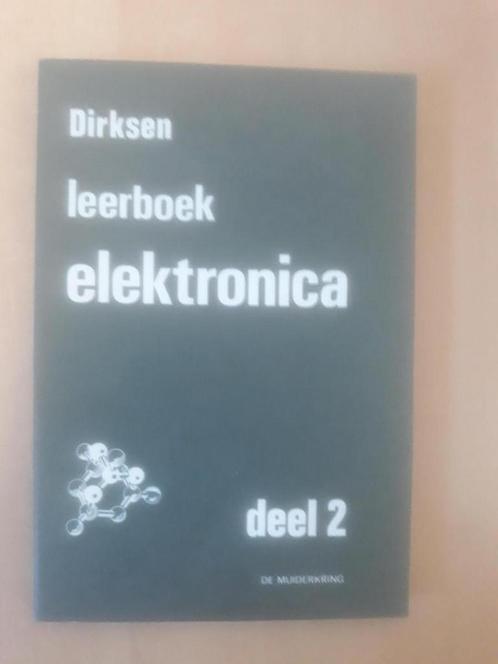 Dirksen
leerboek
elektronica
deel 2
DE MUIDERKRING